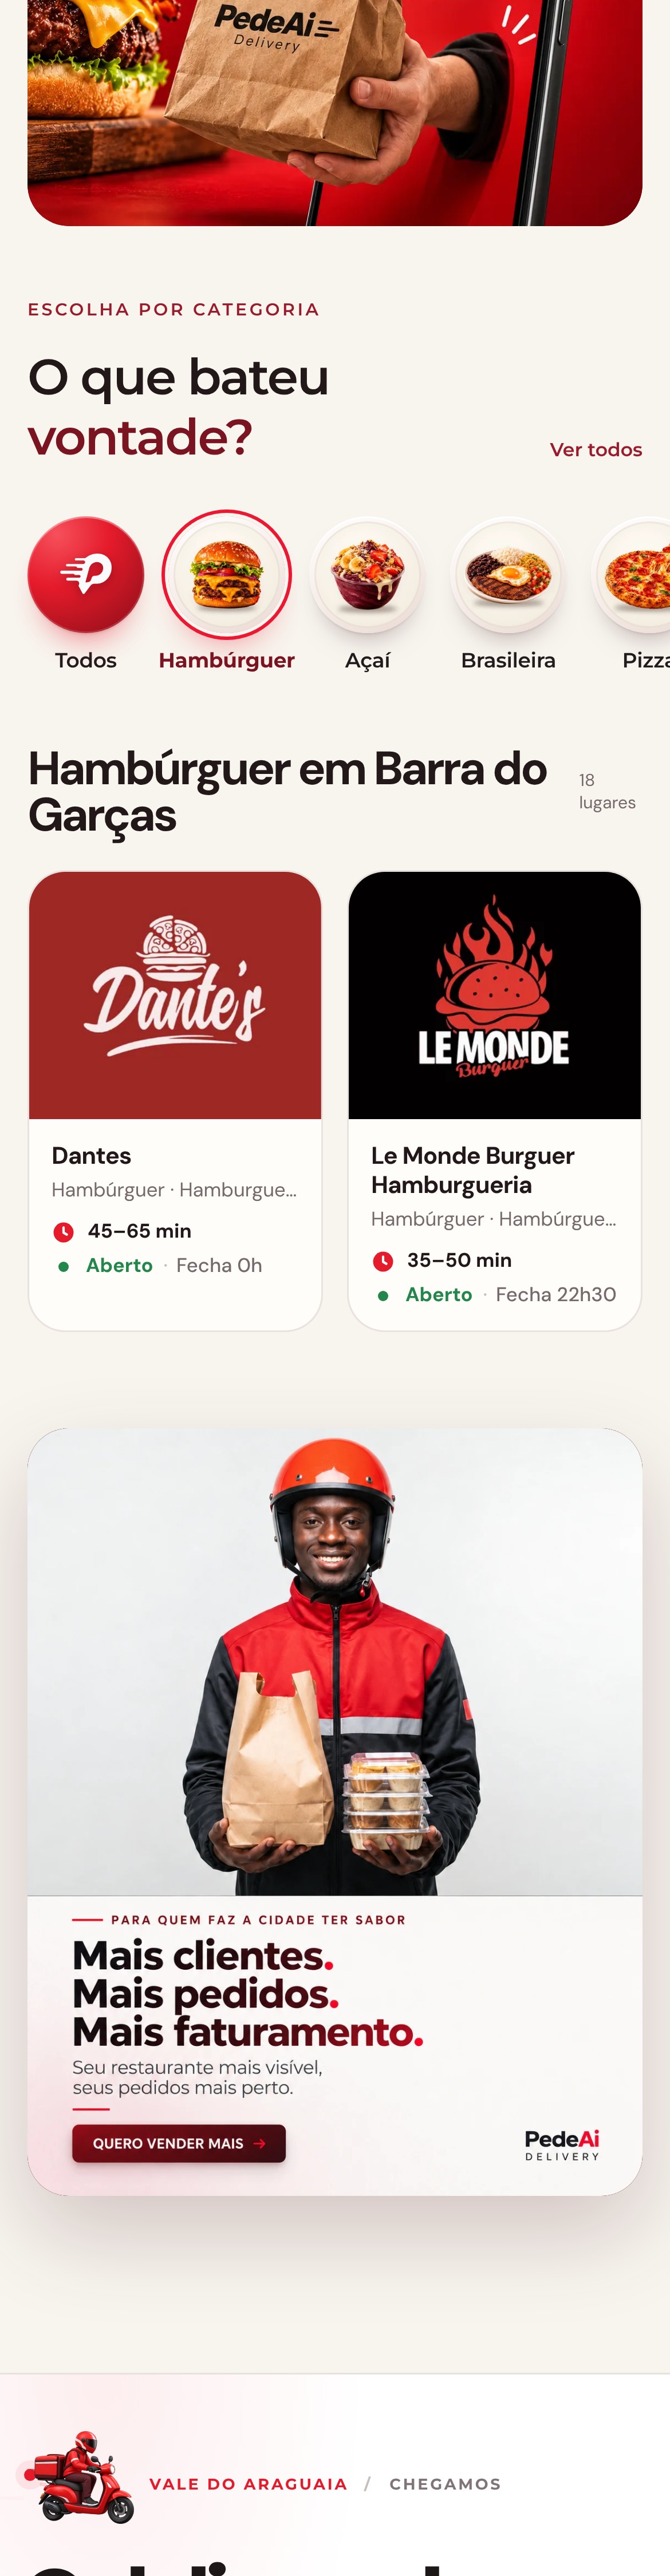 PedeAi
Delivery
ESCOLHA POR CATEGORIA
O que bateu
vontade?
Ver todos
Todos
Hambúrguer
Açaí
Brasileira
Pizza
Hambúrguer em Barra do
Garças
18
lugares
Dante's
LE MONDE
Burguer
Dantes
Hambúrguer · Hamburgue...
45–65 min
Aberto · Fecha 0h
Le Monde Burguer
Hamburgueria
Hambúrguer · Hambúrgue...
35–50 min
Aberto · Fecha 22h30
PARA QUEM FAZ A CIDADE TER SABOR
Mais clientes.
Mais pedidos.
Mais faturamento.
Seu restaurante mais visível,
seus pedidos mais perto.
QUERO VENDER MAIS →
PedeAi
DELIVERY
VALE DO ARAGUAIA / CHEGAMOS